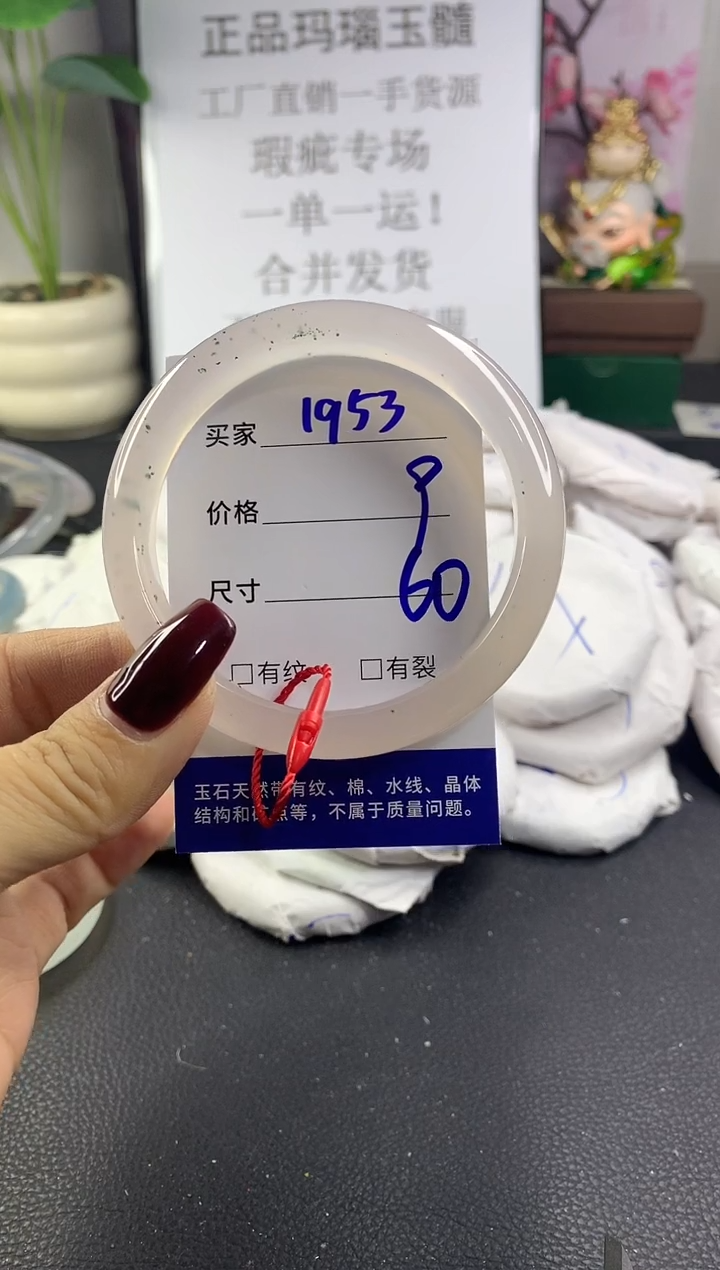 正品玛瑙玉髓
工厂直销一手货源
瑕疵专场
一单一运!
合并发货
买家 1953
价格
尺寸 60
□有纹 □有裂
玉石天然带有纹、棉、水线、晶体
结构和矿点等，不属于质量问题。